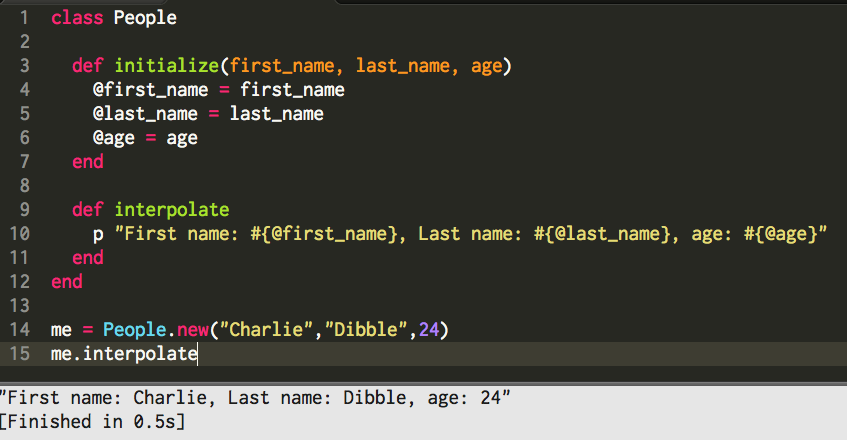 1 class People
2
3   def initialize(first_name, last_name, age)
4     @first_name = first_name
5     @last_name = last_name
6     @age = age
7   end
8
9   def interpolate
10     p "First name: #{@first_name}, Last name: #{@last_name}, age: #{@age}"
11   end
12 end
13
14 me = People.new("Charlie","Dibble",24)
15 me.interpolate
"First name: Charlie, Last name: Dibble, age: 24"
[Finished in 0.5s]